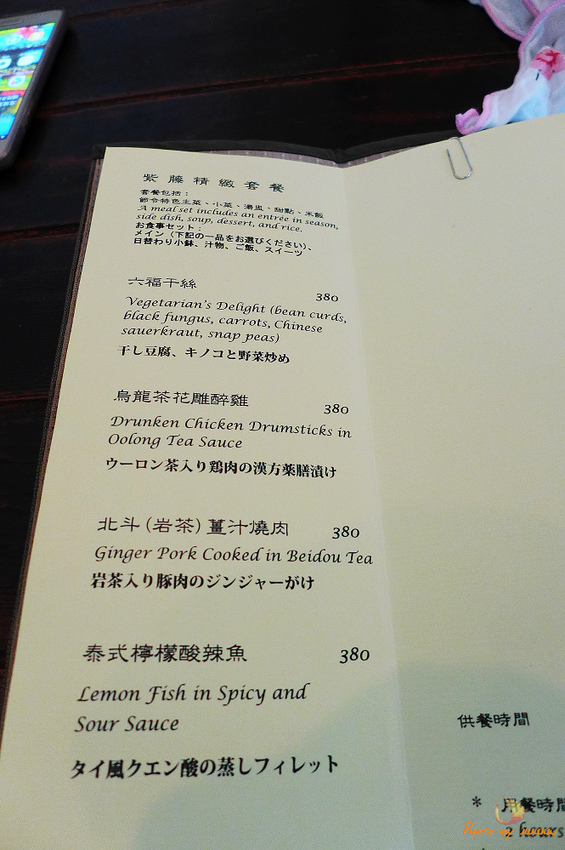 紫藤精緻套餐
套餐包括：
節令特色主菜、小菜、湯盅、甜點、米飯
A meal set includes an entrée in season,
side dish, soup, dessert, and rice.
お食事セット：
メイン（下記の一品をお選びください）、
日替わり小鉢、汁物、ご飯、スイーツ
六福干絲 380
Vegetarian's Delight (bean curds,
black fungus, carrots, Chinese
sauerkraut, snap peas)
干し豆腐、キノコと野菜炒め
烏龍茶花雕醉雞 380
Drunken Chicken Drumsticks in
Oolong Tea Sauce
ウーロン茶入り鶏肉の漢方薬膳漬け
北斗(岩茶)薑汁燒肉 380
Ginger Pork Cooked in Beidou Tea
岩茶入り豚肉のジンジャーがけ
泰式檸檬酸辣魚 380
Lemon Fish in Spicy and
Sour Sauce
タイ風クエン酸の蒸しフィレット
供餐時間
* 用餐時間
2 hours